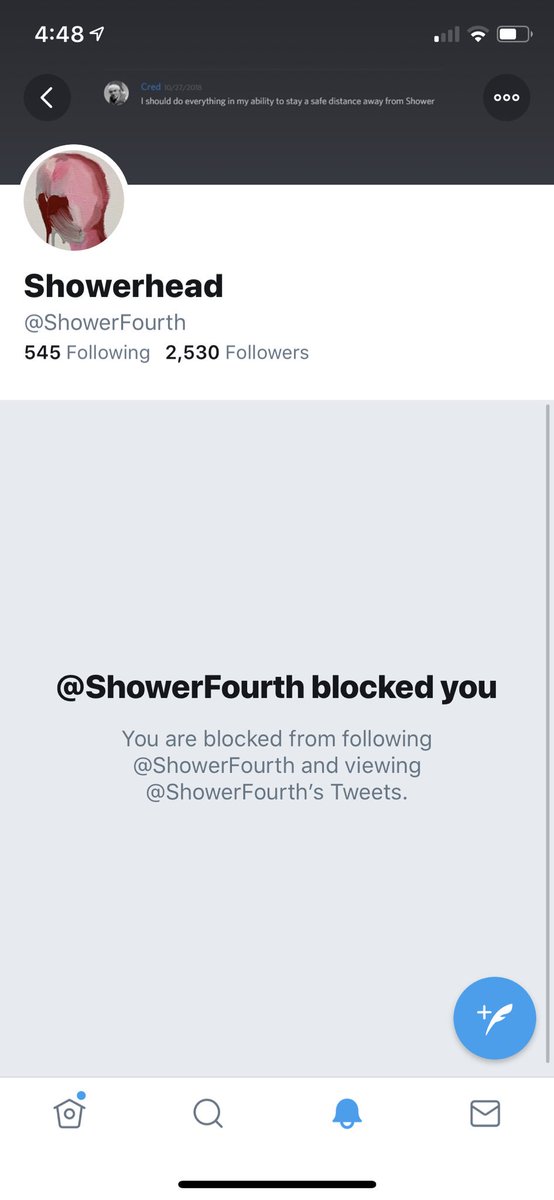 4:48
Cred 10/27/2018
I should do everything in my ability to stay a safe distance away from Shower
Showerhead
@ShowerFourth
545 Following 2,530 Followers
@ShowerFourth blocked you
You are blocked from following
@ShowerFourth and viewing
@ShowerFourth's Tweets.